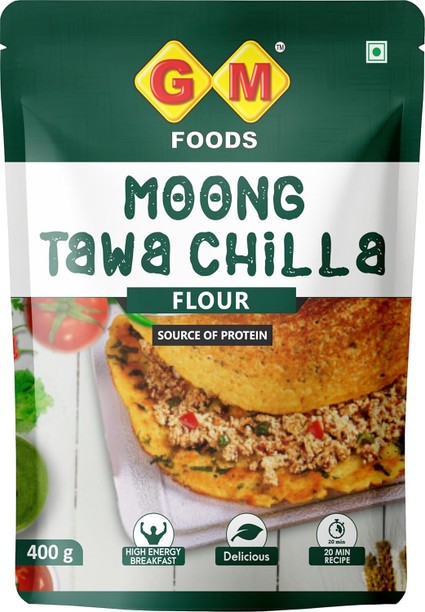 GM
TM
FOODS
MOONG
TAWA CHILLA
FLOUR
SOURCE OF PROTEIN
400 g
HIGH ENERGY
BREAKFAST
Delicious
20 min
20 MIN
RECIPE